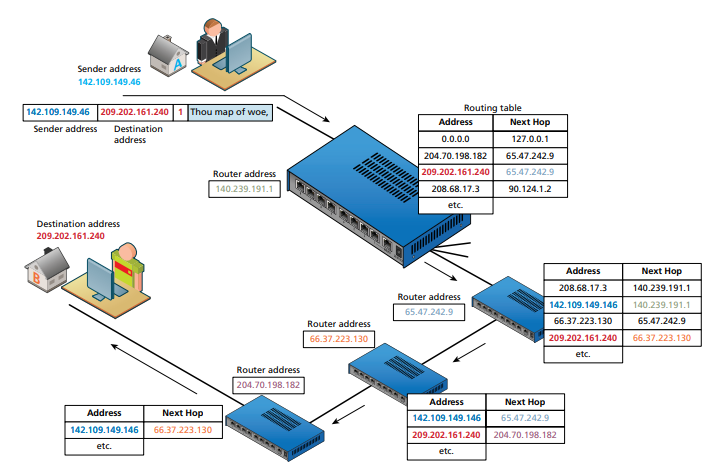 Sender address
142.109.149.46
A
142.109.149.46 209.202.161.240 1 Thou map of woe,
Sender address Destination
address
Routing table
Address Next Hop
0.0.0.0 127.0.0.1
204.70.198.182 65.47.242.9
209.202.161.240 65.47.242.9
208.68.17.3 90.124.1.2
etc.
Router address
140.239.191.1
Destination address
209.202.161.240
B
Router address
65.47.242.9
Address Next Hop
208.68.17.3 140.239.191.1
142.109.149.146 140.239.191.1
66.37.223.130 65.47.242.9
209.202.161.240 66.37.223.130
etc.
Router address
66.37.223.130
Router address
204.70.198.182
Address Next Hop
142.109.149.146 65.47.242.9
209.202.161.240 204.70.198.182
etc.
Address Next Hop
142.109.149.146 66.37.223.130
etc.